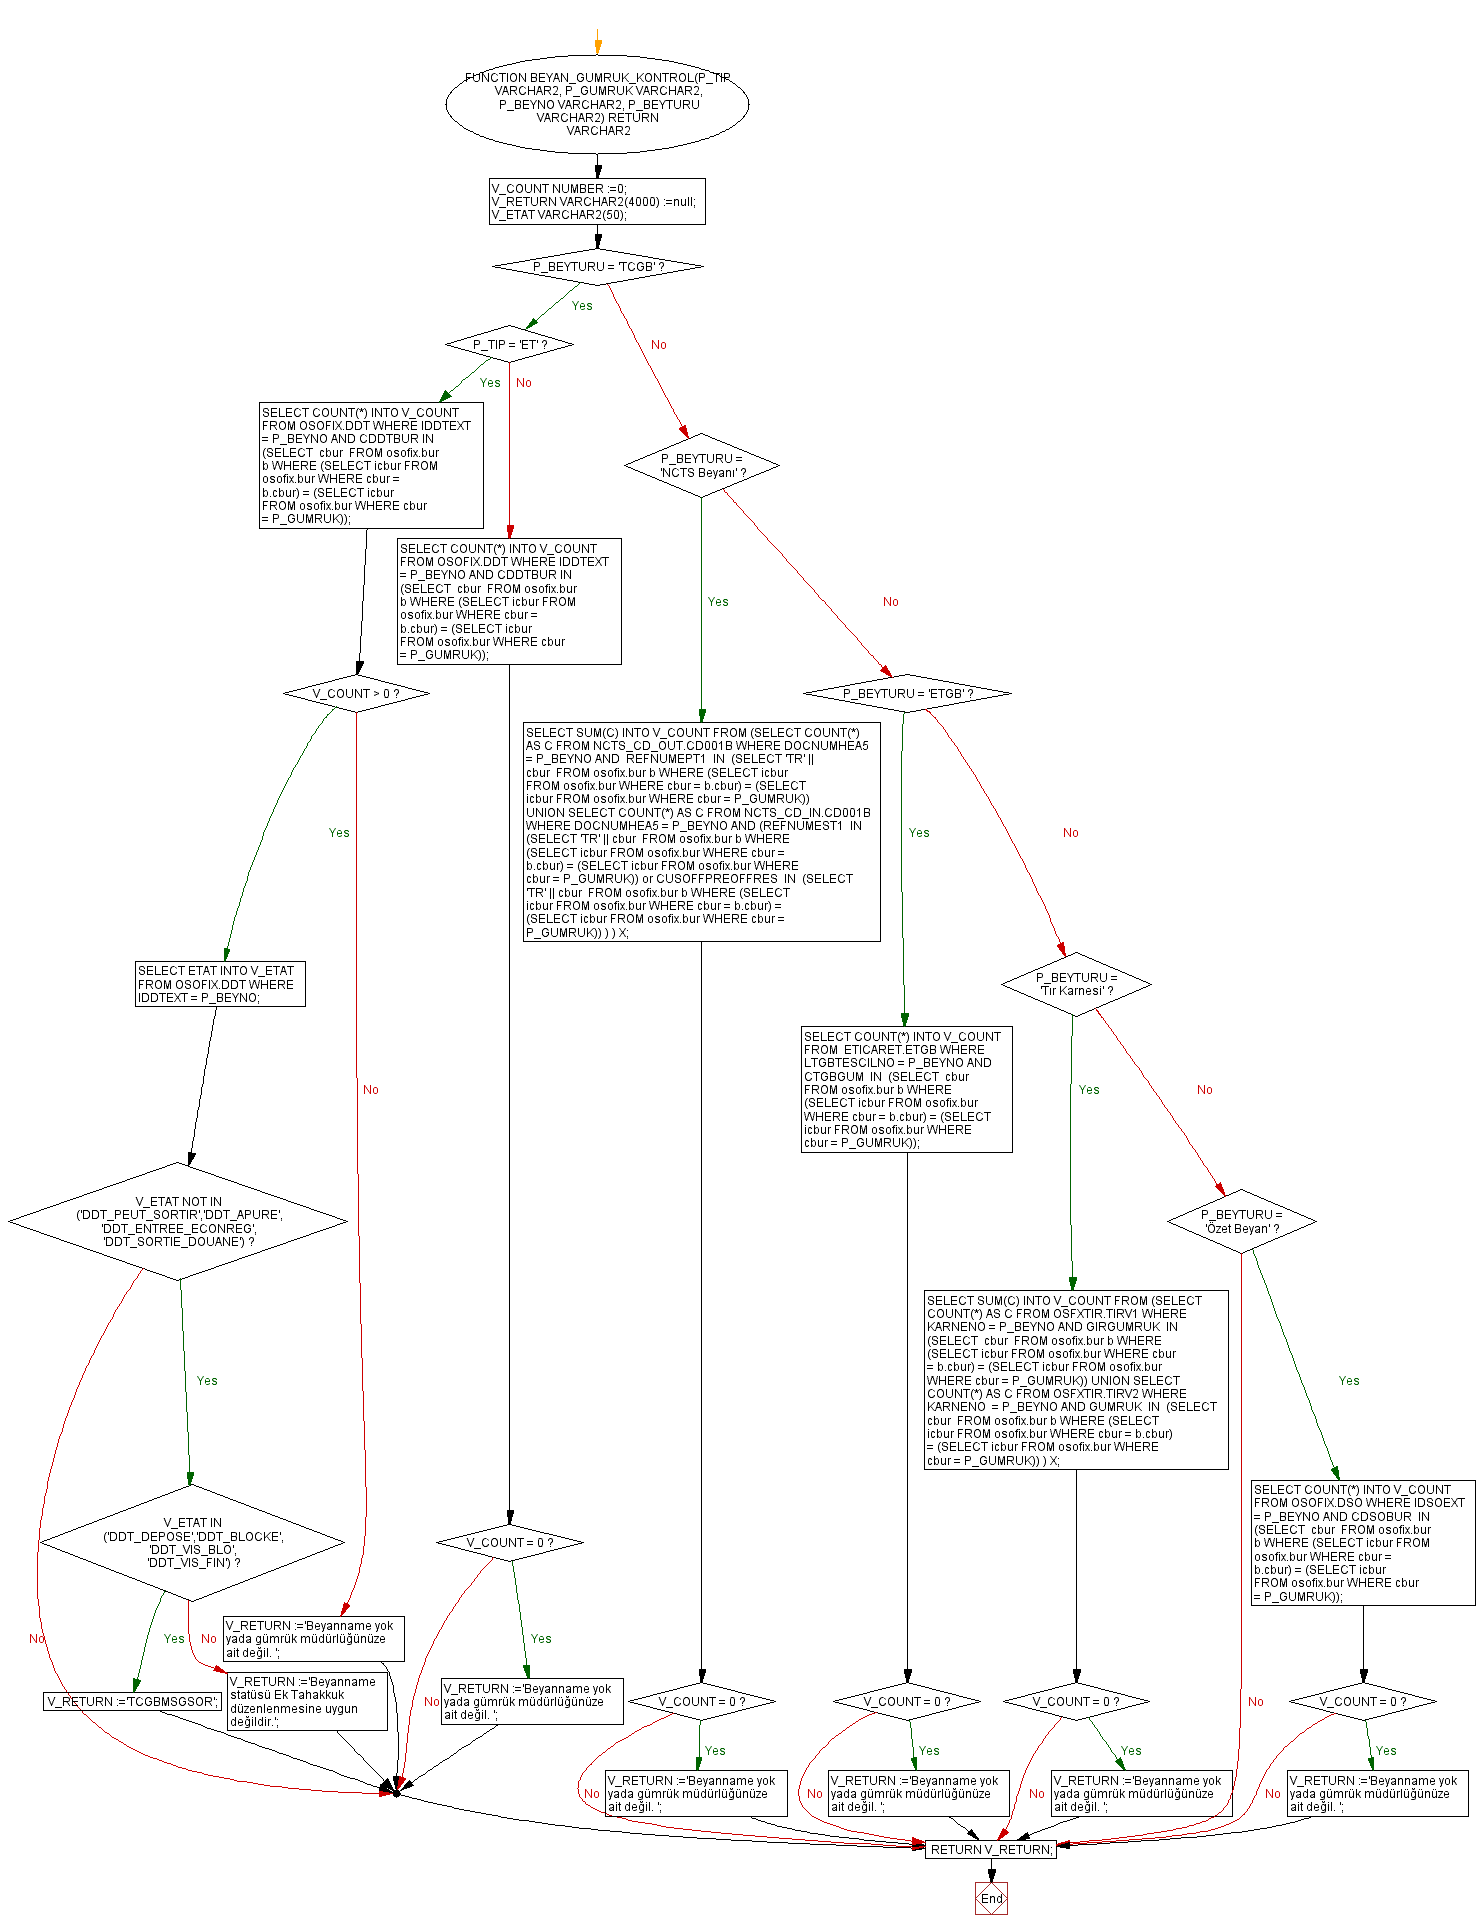 FUNCTION BEYAN_GUMRUK_KONTROL(P_TIP
VARCHAR2, P_GUMRUK VARCHAR2,
P_BEYNO VARCHAR2, P_BEYTURU
VARCHAR2) RETURN
VARCHAR2
V_COUNT NUMBER :=0;
V_RETURN VARCHAR2(4000) :=null;
V_ETAT VARCHAR2(50);
P_BEYTURU = 'TCGB' ?
Yes
No
P_TIP = 'ET' ?
Yes
No
SELECT COUNT(*) INTO V_COUNT
FROM OSOFIX.DDT WHERE IDDTEXT
= P_BEYNO AND CDDTBUR IN
(SELECT  cbur  FROM osofix.bur
b WHERE (SELECT icbur FROM
osofix.bur WHERE cbur =
b.cbur) = (SELECT icbur
FROM osofix.bur WHERE cbur
= P_GUMRUK));
P_BEYTURU =
'NCTS Beyanı' ?
SELECT COUNT(*) INTO V_COUNT
FROM OSOFIX.DDT WHERE IDDTEXT
= P_BEYNO AND CDDTBUR IN
(SELECT  cbur  FROM osofix.bur
b WHERE (SELECT icbur FROM
osofix.bur WHERE cbur =
b.cbur) = (SELECT icbur
FROM osofix.bur WHERE cbur
= P_GUMRUK));
Yes
No
V_COUNT > 0 ?
P_BEYTURU = 'ETGB' ?
SELECT SUM(C) INTO V_COUNT FROM (SELECT COUNT(*)
AS C FROM NCTS_CD_OUT.CD001B WHERE DOCNUMHEA5
= P_BEYNO AND  REFNUMEPT1  IN  (SELECT 'TR' ||
cbur  FROM osofix.bur b WHERE (SELECT icbur
FROM osofix.bur WHERE cbur = b.cbur) = (SELECT
icbur FROM osofix.bur WHERE cbur = P_GUMRUK))
UNION SELECT COUNT(*) AS C FROM NCTS_CD_IN.CD001B
WHERE DOCNUMHEA5 = P_BEYNO AND (REFNUMEST1  IN
(SELECT 'TR' || cbur  FROM osofix.bur b WHERE
(SELECT icbur FROM osofix.bur WHERE cbur =
b.cbur) = (SELECT icbur FROM osofix.bur WHERE
cbur = P_GUMRUK)) or CUSOFFPREOFFRES  IN  (SELECT
'TR' || cbur  FROM osofix.bur b WHERE (SELECT
icbur FROM osofix.bur WHERE cbur = b.cbur) =
(SELECT icbur FROM osofix.bur WHERE cbur =
P_GUMRUK)) ) ) X;
Yes
Yes
No
SELECT ETAT INTO V_ETAT
FROM OSOFIX.DDT WHERE
IDDTEXT = P_BEYNO;
P_BEYTURU =
'Tır Karnesi' ?
SELECT COUNT(*) INTO V_COUNT
FROM  ETICARET.ETGB WHERE
LTGBTESCILNO = P_BEYNO AND
CTGBGUM  IN  (SELECT  cbur
FROM osofix.bur b WHERE
(SELECT icbur FROM osofix.bur
WHERE cbur = b.cbur) = (SELECT
icbur FROM osofix.bur WHERE
cbur = P_GUMRUK));
No
Yes
No
V_ETAT NOT IN
('DDT_PEUT_SORTIR','DDT_APURE',
'DDT_ENTREE_ECONREG',
'DDT_SORTIE_DOUANE') ?
P_BEYTURU =
'Özet Beyan' ?
SELECT SUM(C) INTO V_COUNT FROM (SELECT
COUNT(*) AS C FROM OSFXTIR.TIRV1 WHERE
KARNENO = P_BEYNO AND GIRGUMRUK  IN
(SELECT  cbur  FROM osofix.bur b WHERE
(SELECT icbur FROM osofix.bur WHERE cbur
= b.cbur) = (SELECT icbur FROM osofix.bur
WHERE cbur = P_GUMRUK)) UNION SELECT
COUNT(*) AS C FROM OSFXTIR.TIRV2 WHERE
KARNENO  = P_BEYNO AND GUMRUK  IN  (SELECT
cbur  FROM osofix.bur b WHERE (SELECT
icbur FROM osofix.bur WHERE cbur = b.cbur)
= (SELECT icbur FROM osofix.bur WHERE
cbur = P_GUMRUK)) ) X;
Yes
Yes
SELECT COUNT(*) INTO V_COUNT
FROM OSOFIX.DSO WHERE IDSOEXT
= P_BEYNO AND CDSOBUR  IN
(SELECT  cbur  FROM osofix.bur
b WHERE (SELECT icbur FROM
osofix.bur WHERE cbur =
b.cbur) = (SELECT icbur
FROM osofix.bur WHERE cbur
= P_GUMRUK));
V_ETAT IN
('DDT_DEPOSE','DDT_BLOCKE',
'DDT_VIS_BLO',
'DDT_VIS_FIN') ?
V_COUNT = 0 ?
No
Yes
No
V_RETURN :='Beyanname yok
yada gümrük müdürlüğünüze
ait değil. ';
Yes
V_RETURN :='TCGBMSGSOR';
V_RETURN :='Beyanname
statüsü Ek Tahakkuk
düzenlenmesine uygun
değildir.';
No
V_RETURN :='Beyanname yok
yada gümrük müdürlüğünüze
ait değil. ';
V_COUNT = 0 ?
V_COUNT = 0 ?
V_COUNT = 0 ?
No
V_COUNT = 0 ?
Yes
Yes
Yes
Yes
No
V_RETURN :='Beyanname yok
yada gümrük müdürlüğünüze
ait değil. ';
No
V_RETURN :='Beyanname yok
yada gümrük müdürlüğünüze
ait değil. ';
No
V_RETURN :='Beyanname yok
yada gümrük müdürlüğünüze
ait değil. ';
No
V_RETURN :='Beyanname yok
yada gümrük müdürlüğünüze
ait değil. ';
RETURN V_RETURN;
End